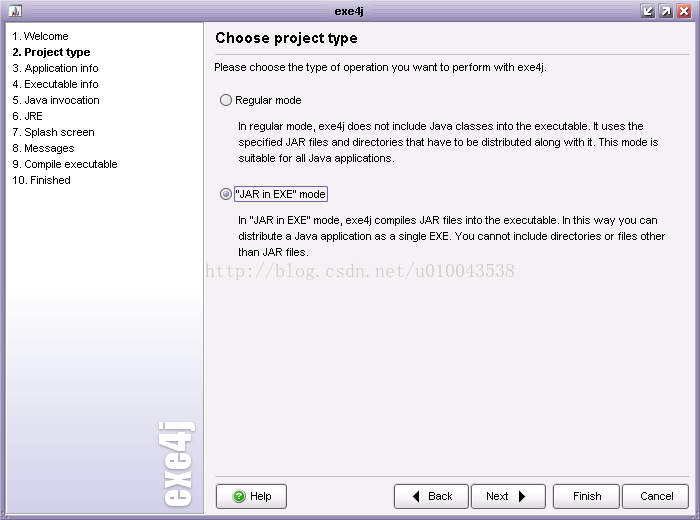 exe4j
1. Welcome
2. Project type
3. Application info
4. Executable info
5. Java invocation
6. JRE
7. Splash screen
8. Messages
9. Compile executable
10. Finished
exe4j
Choose project type
Please choose the type of operation you want to perform with exe4j.
Regular mode
In regular mode, exe4j does not include Java classes into the executable. It uses the
specified JAR files and directories that have to be distributed along with it. This mode is
suitable for all Java applications.
"JAR in EXE" mode
In "JAR in EXE" mode, exe4j compiles JAR files into the executable. In this way you can
distribute a Java application as a single EXE. You cannot include directories or files other
than JAR files.
http://blog.csdn.net/u010043538
Help
Back
Next
Finish
Cancel